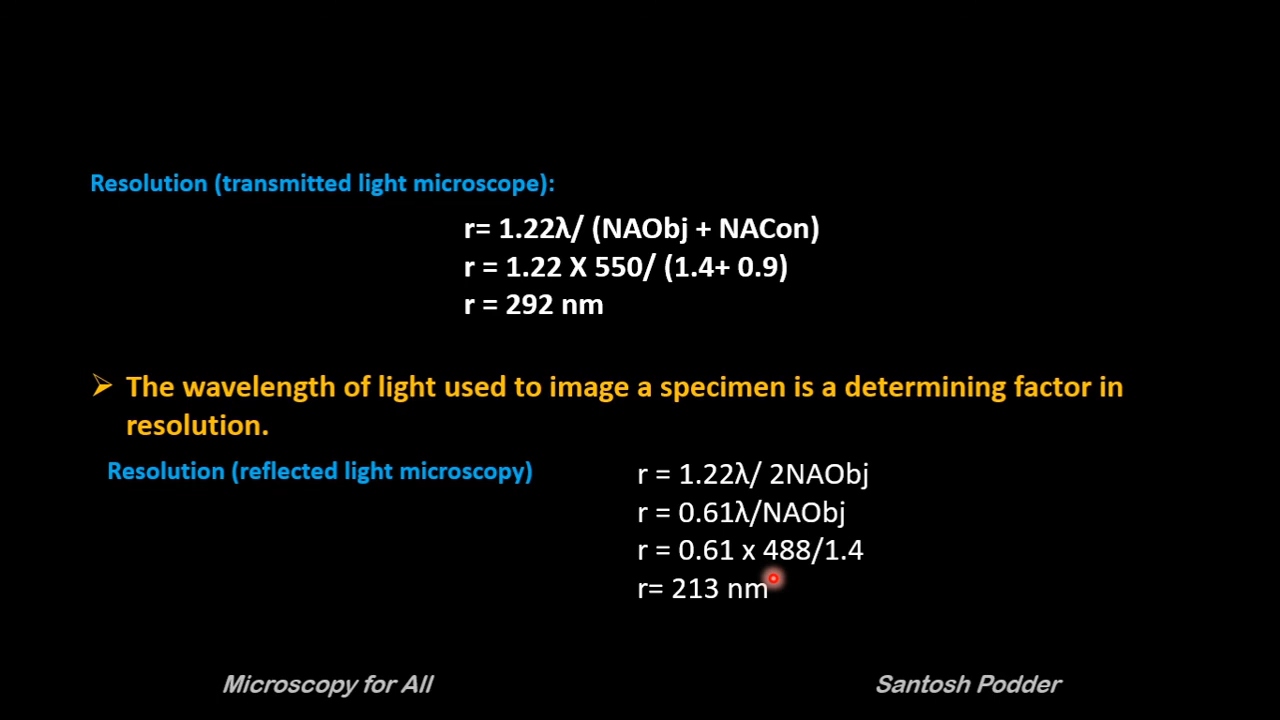 Resolution (transmitted light microscope):
r= 1.22λ/ (NAObj + NACon)
r = 1.22 X 550/ (1.4+ 0.9)
r = 292 nm
➢ The wavelength of light used to image a specimen is a determining factor in
resolution.
Resolution (reflected light microscopy)
r = 1.22λ/ 2NAObj
r = 0.61λ/NAObj
r = 0.61 x 488/1.4
r= 213 nm
Microscopy for All
Santosh Podder